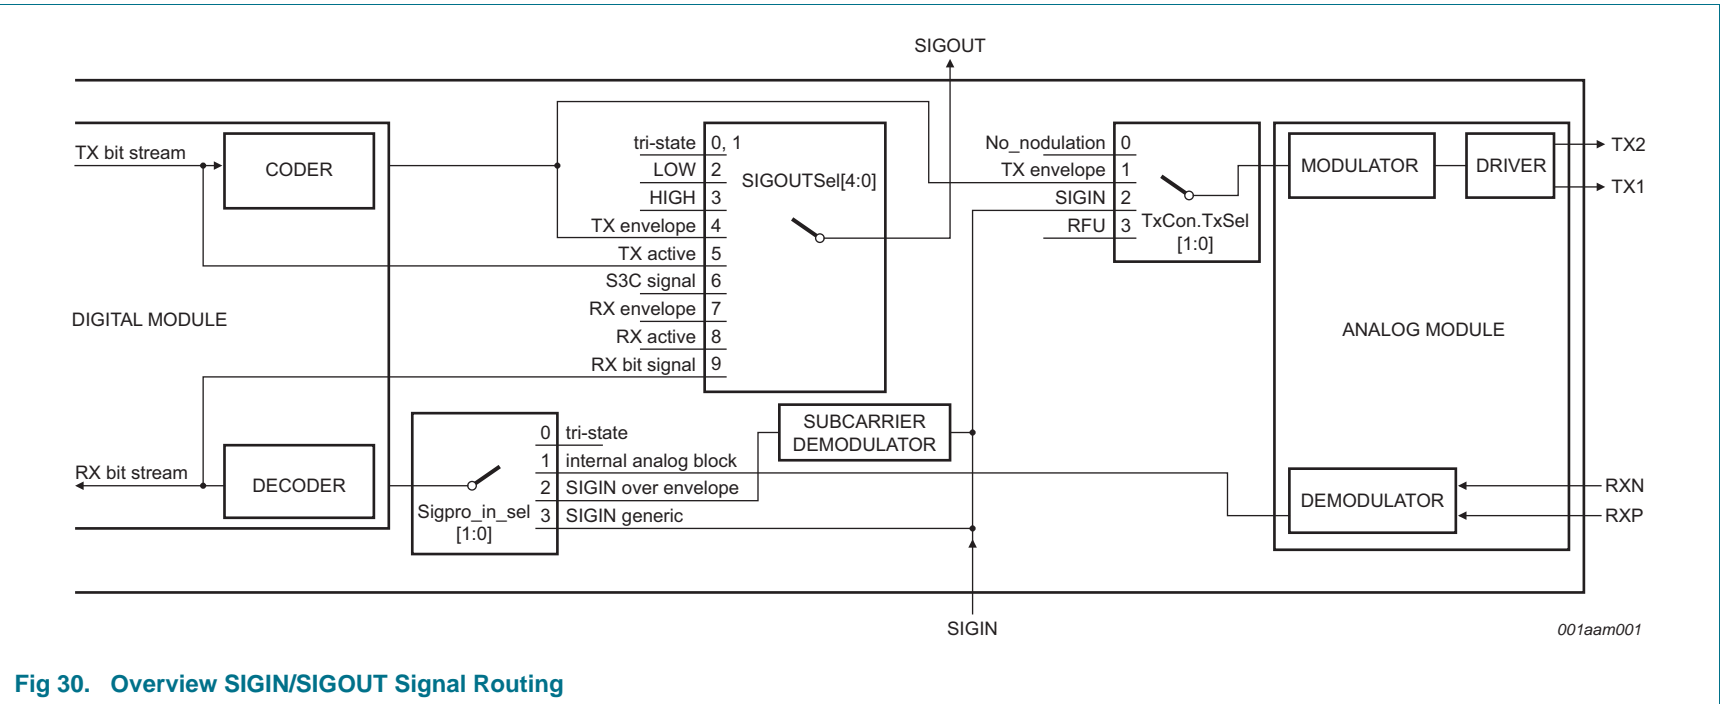 SIGOUT
TX bit stream
CODER
tri-state 0, 1
LOW 2
HIGH 3
TX envelope 4
TX active 5
S3C signal 6
RX envelope 7
RX active 8
RX bit signal 9
SIGOUTSel[4:0]
No_nodulation 0
TX envelope 1
SIGIN 2
RFU 3
TxCon.TxSel
[1:0]
MODULATOR
DRIVER
TX2
TX1
DIGITAL MODULE
ANALOG MODULE
RX bit stream
DECODER
Sigpro_in_sel
[1:0]
0 tri-state
1 internal analog block
2 SIGIN over envelope
3 SIGIN generic
SUBCARRIER
DEMODULATOR
DEMODULATOR
RXN
RXP
SIGIN
001aam001
Fig 30. Overview SIGIN/SIGOUT Signal Routing